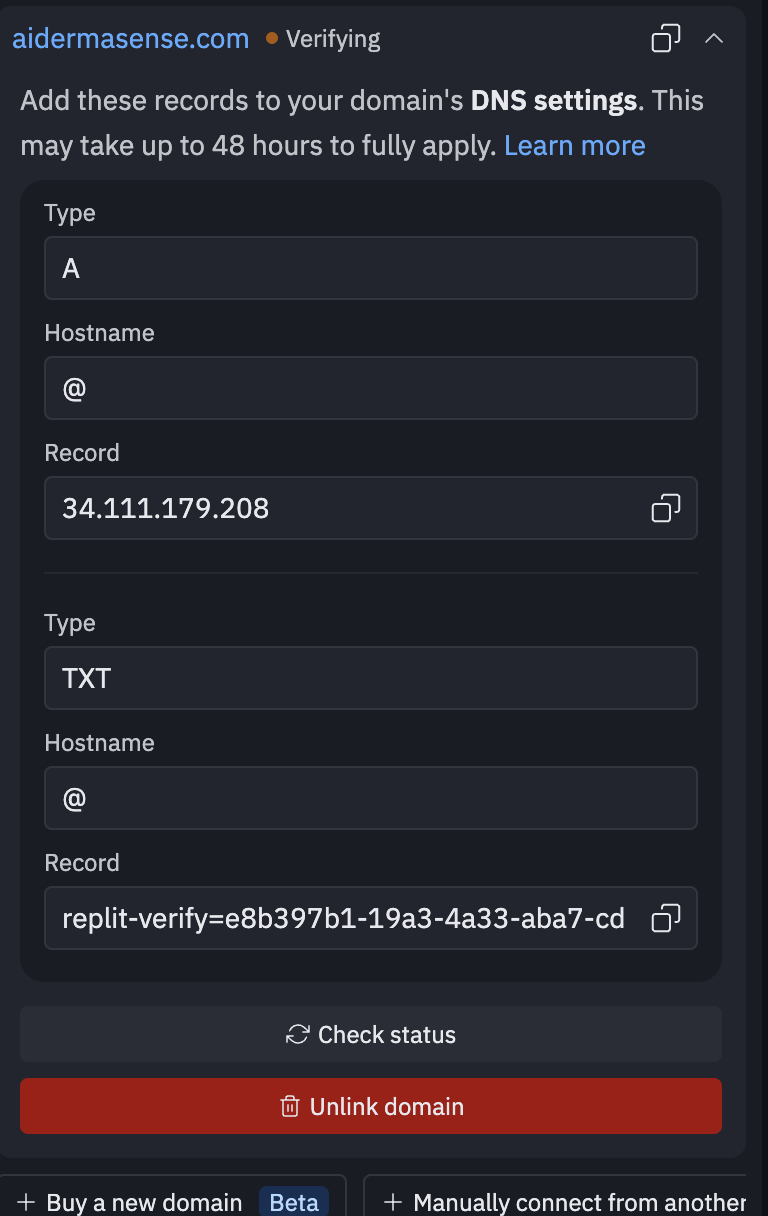 aidermasense.com Verifying
Add these records to your domain's DNS settings. This
may take up to 48 hours to fully apply. Learn more
Type
A
Hostname
@
Record
34.111.179.208
Type
TXT
Hostname
@
Record
replit-verify=e8b397b1-19a3-4a33-aba7-cd
Check status
Unlink domain
+ Buy a new domain Beta
+ Manually connect from another